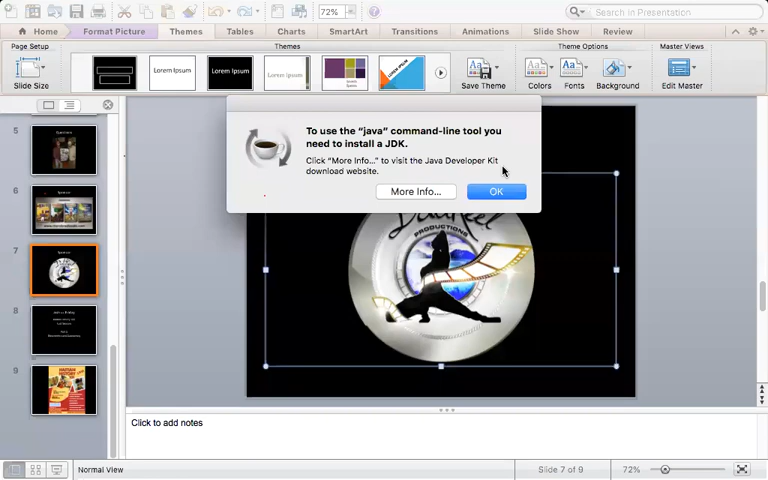 72%
Search in Presentation
Home
Format Picture
Themes
Tables
Charts
SmartArt
Transitions
Animations
Slide Show
Review
Page Setup
Themes
Theme Options
Master Views
Lorem Ipsum
Lorem Ipsum
Lorem Ipsum
Slide Size
Save Theme
Colors
Fonts
Background
Edit Master
To use the “java” command-line tool you
need to install a JDK.
Click “More Info...” to visit the Java Developer Kit
download website.
More Info...
OK
PRODUCTIONS
5
6
7
8
9
Click to add notes
Normal View
Slide 7 of 9
72%